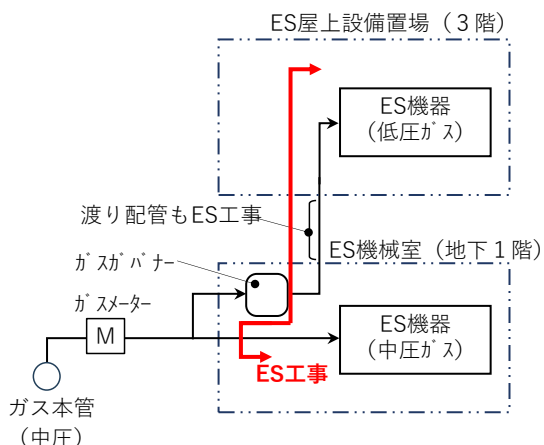 ES屋上設備置場（３階）
ES機器
（低圧ｶﾞｽ）
渡り配管もES工事
ES機械室（地下１階）
ｶﾞｽｶﾞﾊﾞﾅｰ
ｶﾞｽﾒｰﾀｰ
M
ES機器
（中圧ｶﾞｽ）
ES工事
ガス本管
（中圧）